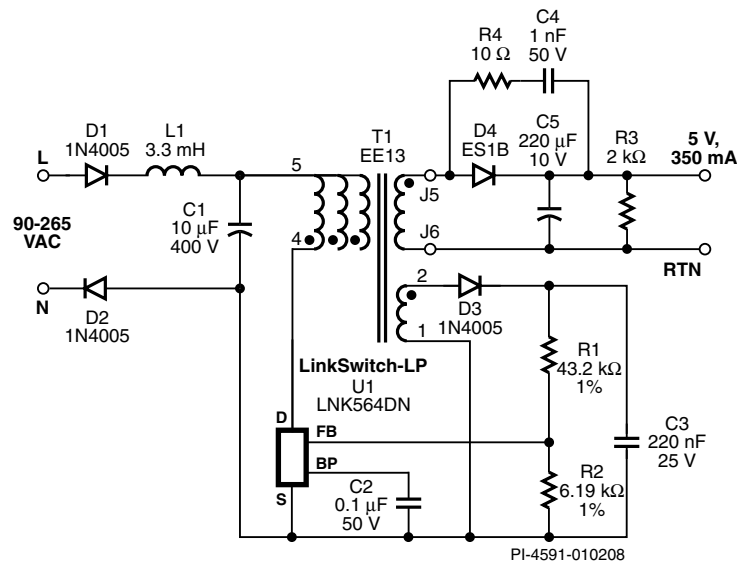 C4
1 nF
50 V
R4
10 Ω
D1
1N4005
L1
3.3 mH
T1
EE13
D4
ES1B
C5
220 µF
10 V
R3
2 kΩ
5 V,
350 mA
L
5
J5
90-265
VAC
C1
10 µF
400 V
4
J6
N
RTN
D2
1N4005
2
D3
1N4005
1
LinkSwitch-LP
U1
LNK564DN
R1
43.2 kΩ
1%
D
FB
BP
S
C2
0.1 µF
50 V
R2
6.19 kΩ
1%
C3
220 nF
25 V
PI-4591-010208